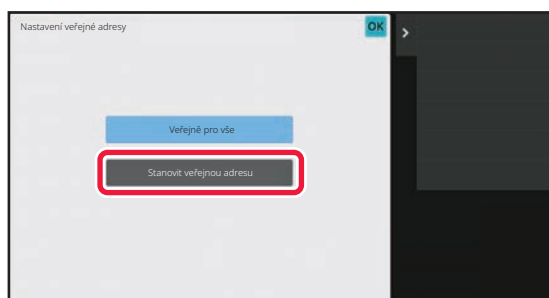 Nastavení veřejné adresy
OK
Veřejně pro vše
Stanovit veřejnou adresu